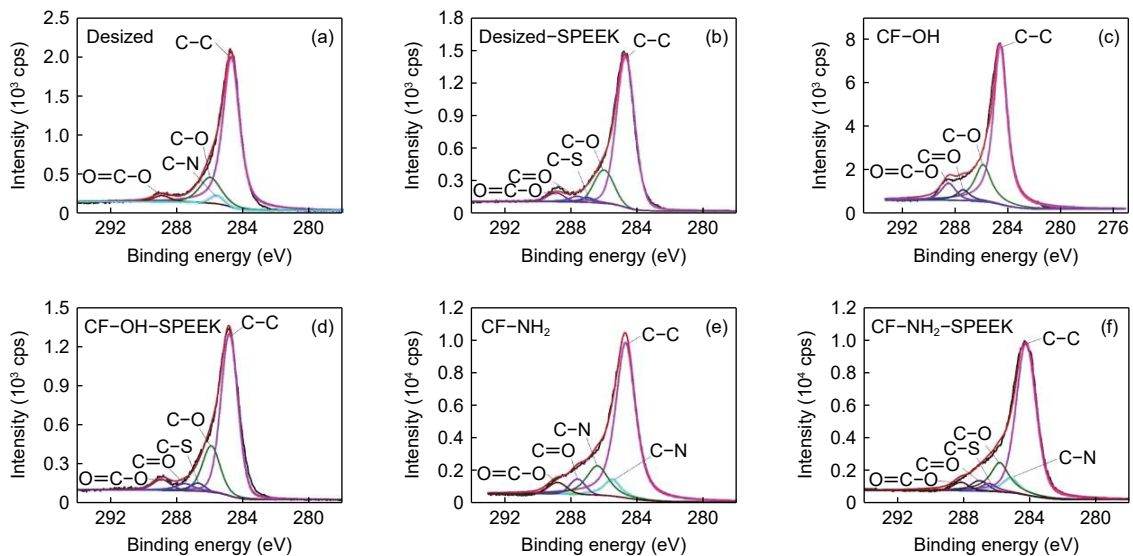 2.5
2.0
1.5
1.0
0.5
0
Intensity (10³ cps)
Desized
(a)
C−C
C−O
C−N
O=C−O
292
288
284
280
Binding energy (eV)
1.8
1.5
1.2
0.9
0.6
0.3
0
Intensity (10³ cps)
Desized−SPEEK
(b)
C−C
C−O
C−S
C=O
O=C−O
292
288
284
280
Binding energy (eV)
8
6
4
2
0
Intensity (10³ cps)
CF−OH
(c)
C−C
C−O
C=O
O=C−O
292
288
284
280
276
Binding energy (eV)
1.5
1.2
0.9
0.6
0.3
0
Intensity (10³ cps)
CF−OH−SPEEK
(d)
C−C
C−O
C−S
C=O
O=C−O
292
288
284
280
Binding energy (eV)
1.2
1.0
0.8
0.6
0.4
0.2
0
Intensity (10⁴ cps)
CF−NH₂
(e)
C−C
C−N
C−N
C=O
O=C−O
292
288
284
280
Binding energy (eV)
1.2
1.0
0.8
0.6
0.4
0.2
0
Intensity (10⁴ cps)
CF−NH₂−SPEEK
(f)
C−C
C−O
C−S
C−N
C=O
O=C−O
292
288
284
280
Binding energy (eV)